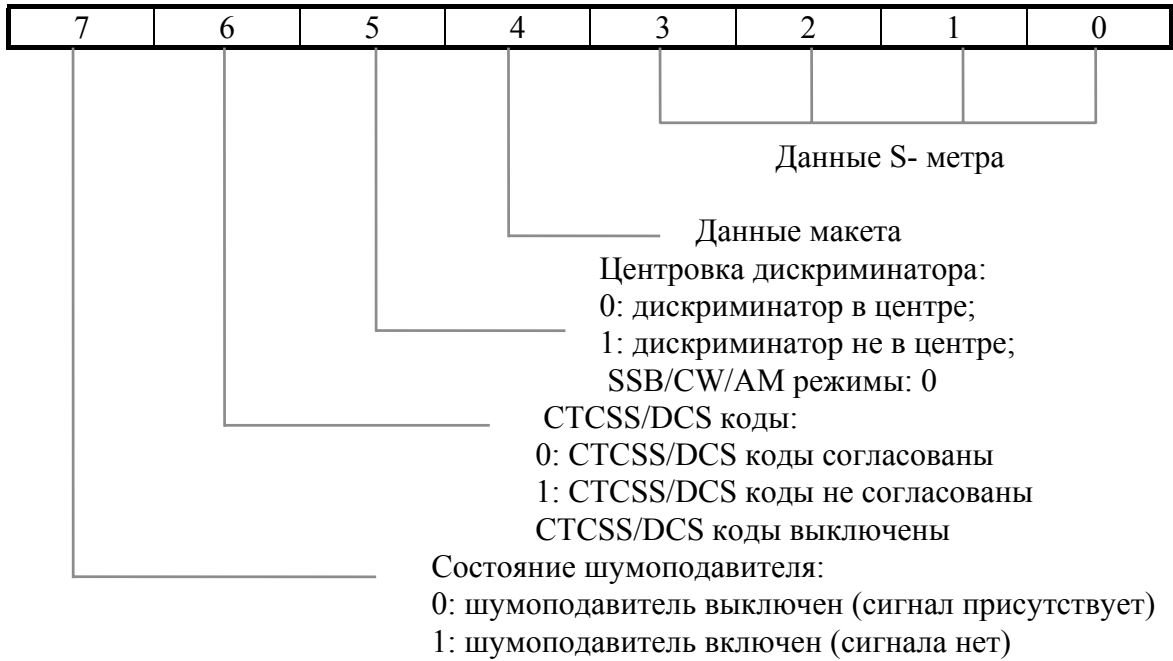 7 6 5 4 3 2 1 0
Данные S- метра
Данные макета
Центровка дискриминатора:
0: дискриминатор в центре;
1: дискриминатор не в центре;
SSB/CW/AM режимы: 0
CTCSS/DCS коды:
0: CTCSS/DCS коды согласованы
1: CTCSS/DCS коды не согласованы
CTCSS/DCS коды выключены
Состояние шумоподавителя:
0: шумоподавитель выключен (сигнал присутствует)
1: шумоподавитель включен (сигнала нет)